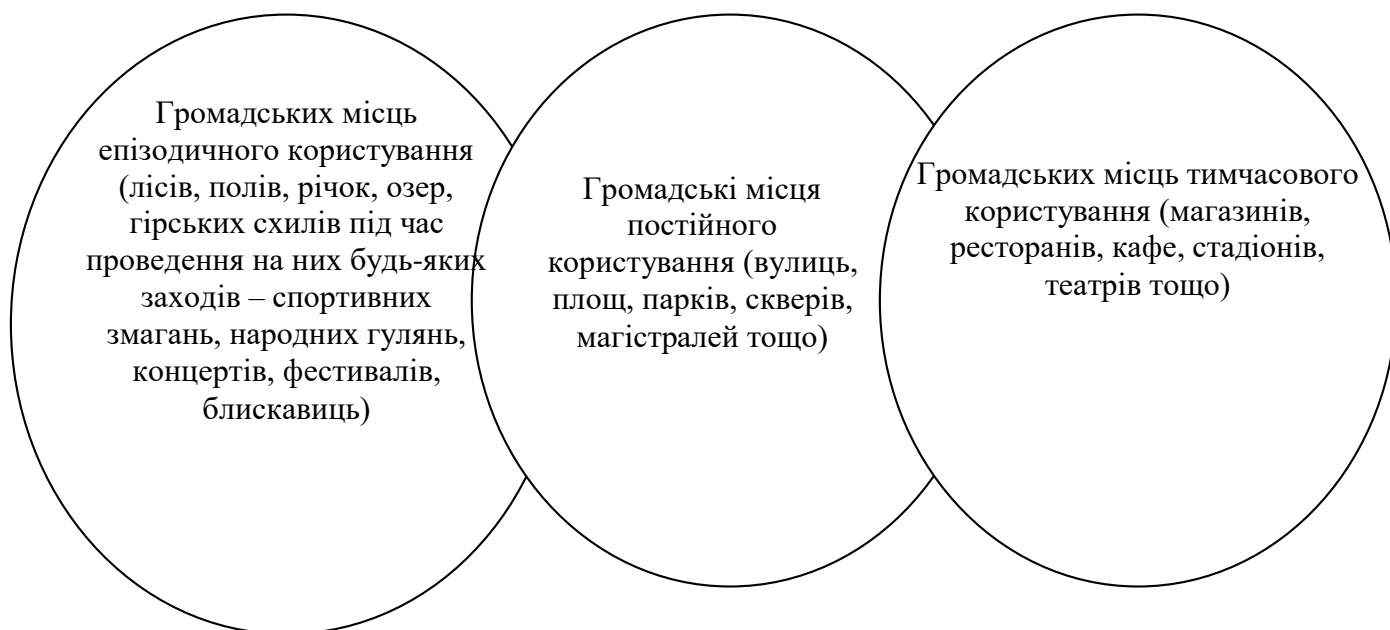 Громадських місць
епізодичного користування
(лісів, полів, річок, озер,
гірських схилів під час
проведення на них будь-яких
заходів – спортивних
змагань, народних гулянь,
концертів, фестивалів,
блискавиць)
Громадські місця
постійного
користування (вулиць,
площ, парків, скверів,
магістралей тощо)
Громадських місць тимчасового
користування (магазинів,
ресторанів, кафе, стадіонів,
театрів тощо)